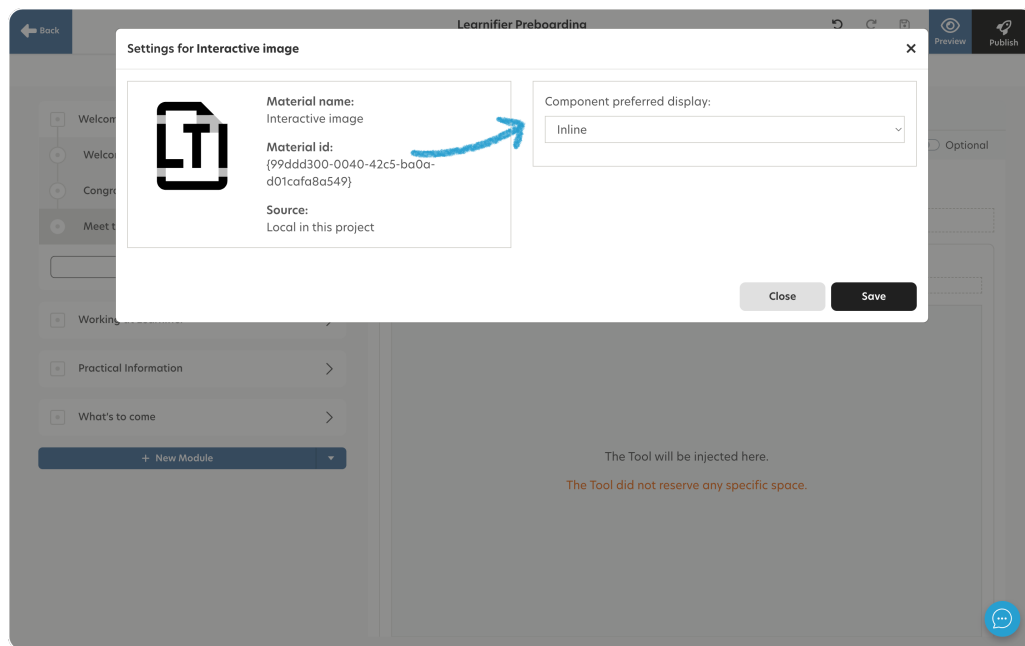 Back
Learnifier Preboarding
Preview
Publish
Settings for Interactive image
Material name:
Interactive image
Material id:
{99ddd300-0040-42c5-ba0a-
d01cafa8a549}
Source:
Local in this project
LT
Component preferred display:
Inline
Close
Save
Optional
Welcom
Welco
Congr
Meet t
Working
Practical Information
What's to come
+ New Module
The Tool will be injected here.
The Tool did not reserve any specific space.